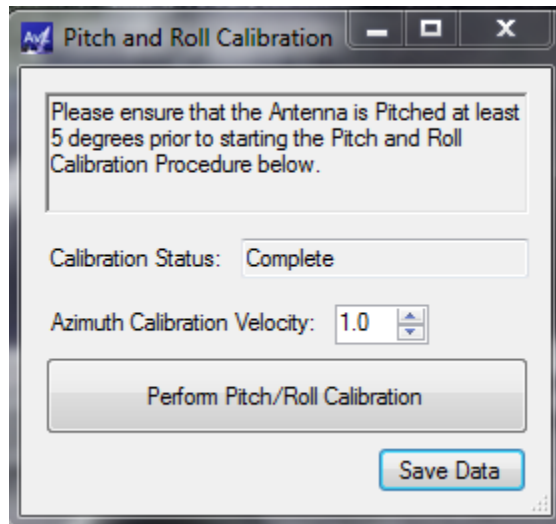 Pitch and Roll Calibration
Please ensure that the Antenna is Pitched at least
5 degrees prior to starting the Pitch and Roll
Calibration Procedure below.
Calibration Status: Complete
Azimuth Calibration Velocity: 1.0
Perform Pitch/Roll Calibration
Save Data